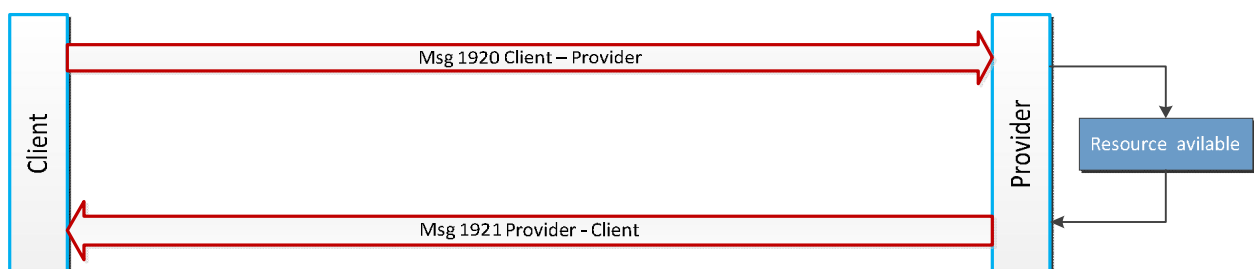 Msg 1920 Client – Provider
Client
Provider
Resource avilable
Msg 1921 Provider - Client